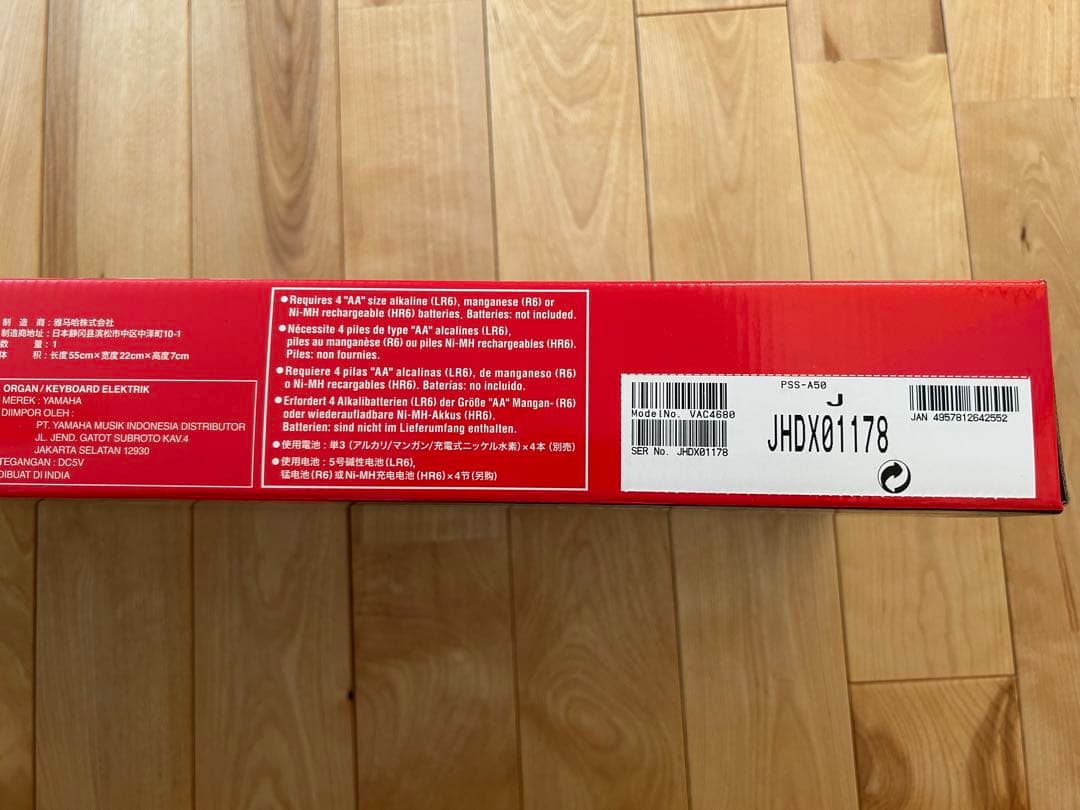 制 造 商：雅马哈株式会社
制造商地址：日本静冈县滨松市中区中泽町10-1
数 量：1
体 积：长度55cm×宽度22cm×高度7cm
ORGAN / KEYBOARD ELEKTRIK
MEREK : YAMAHA
DIIMPOR OLEH :
PT. YAMAHA MUSIK INDONESIA DISTRIBUTOR
JL. JEND. GATOT SUBROTO KAV.4
JAKARTA SELATAN 12930
TEGANGAN : DC5V
DIBUAT DI INDIA
●Requires 4 "AA" size alkaline (LR6), manganese (R6) or
Ni-MH rechargeable (HR6) batteries, Batteries: not included.
●Nécessite 4 piles de type "AA" alcalines (LR6),
piles au manganèse (R6) ou piles Ni-MH rechargeables (HR6).
Piles: non fournies.
●Requiere 4 pilas "AA" alcalinas (LR6), de manganeso (R6)
o Ni-MH recargables (HR6). Baterías: no incluido.
●Erfordert 4 Alkalibatterien (LR6) der Größe "AA" Mangan- (R6)
oder wiederaufladbare Ni-MH-Akkus (HR6).
Batterien: sind nicht im Lieferumfang enthalten.
●使用電池：単3 (アルカリ/マンガン/充電式ニッケル水素)×4本(別売)
●使用电池：5号碱性电池(LR6),
锰电池(R6)或Ni-MH充电电池(HR6)×4节(另购)
PSS-A50
ModelNo. VAC4680
SER No. JHDX01178
J
JHDX01178
JAN 4957812642552